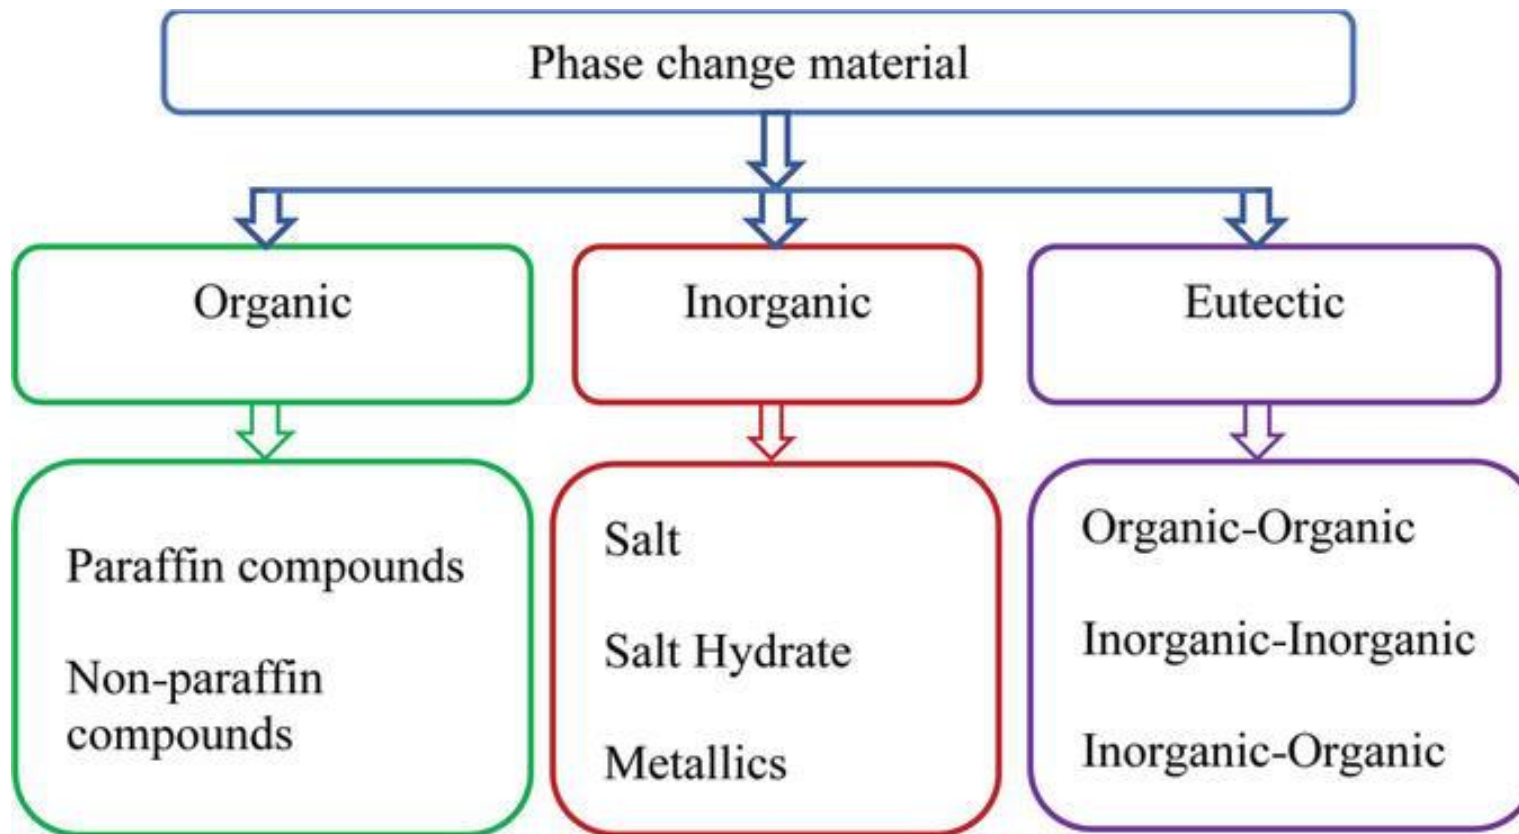 Phase change material
Organic
Inorganic
Eutectic
Paraffin compounds
Non-paraffin
compounds
Salt
Salt Hydrate
Metallics
Organic-Organic
Inorganic-Inorganic
Inorganic-Organic